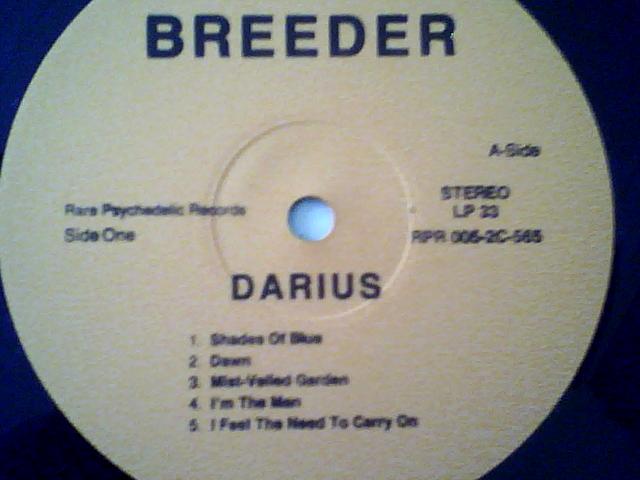 BREEDER
A-Side
STEREO
LP 33
Rare Psychedelic Records
Side One
RPR 006-2C-565
DARIUS
1. Shades Of Blue
2. Dawn
3. Mist-Veiled Garden
4. I'm The Man
5. I Feel The Need To Carry On